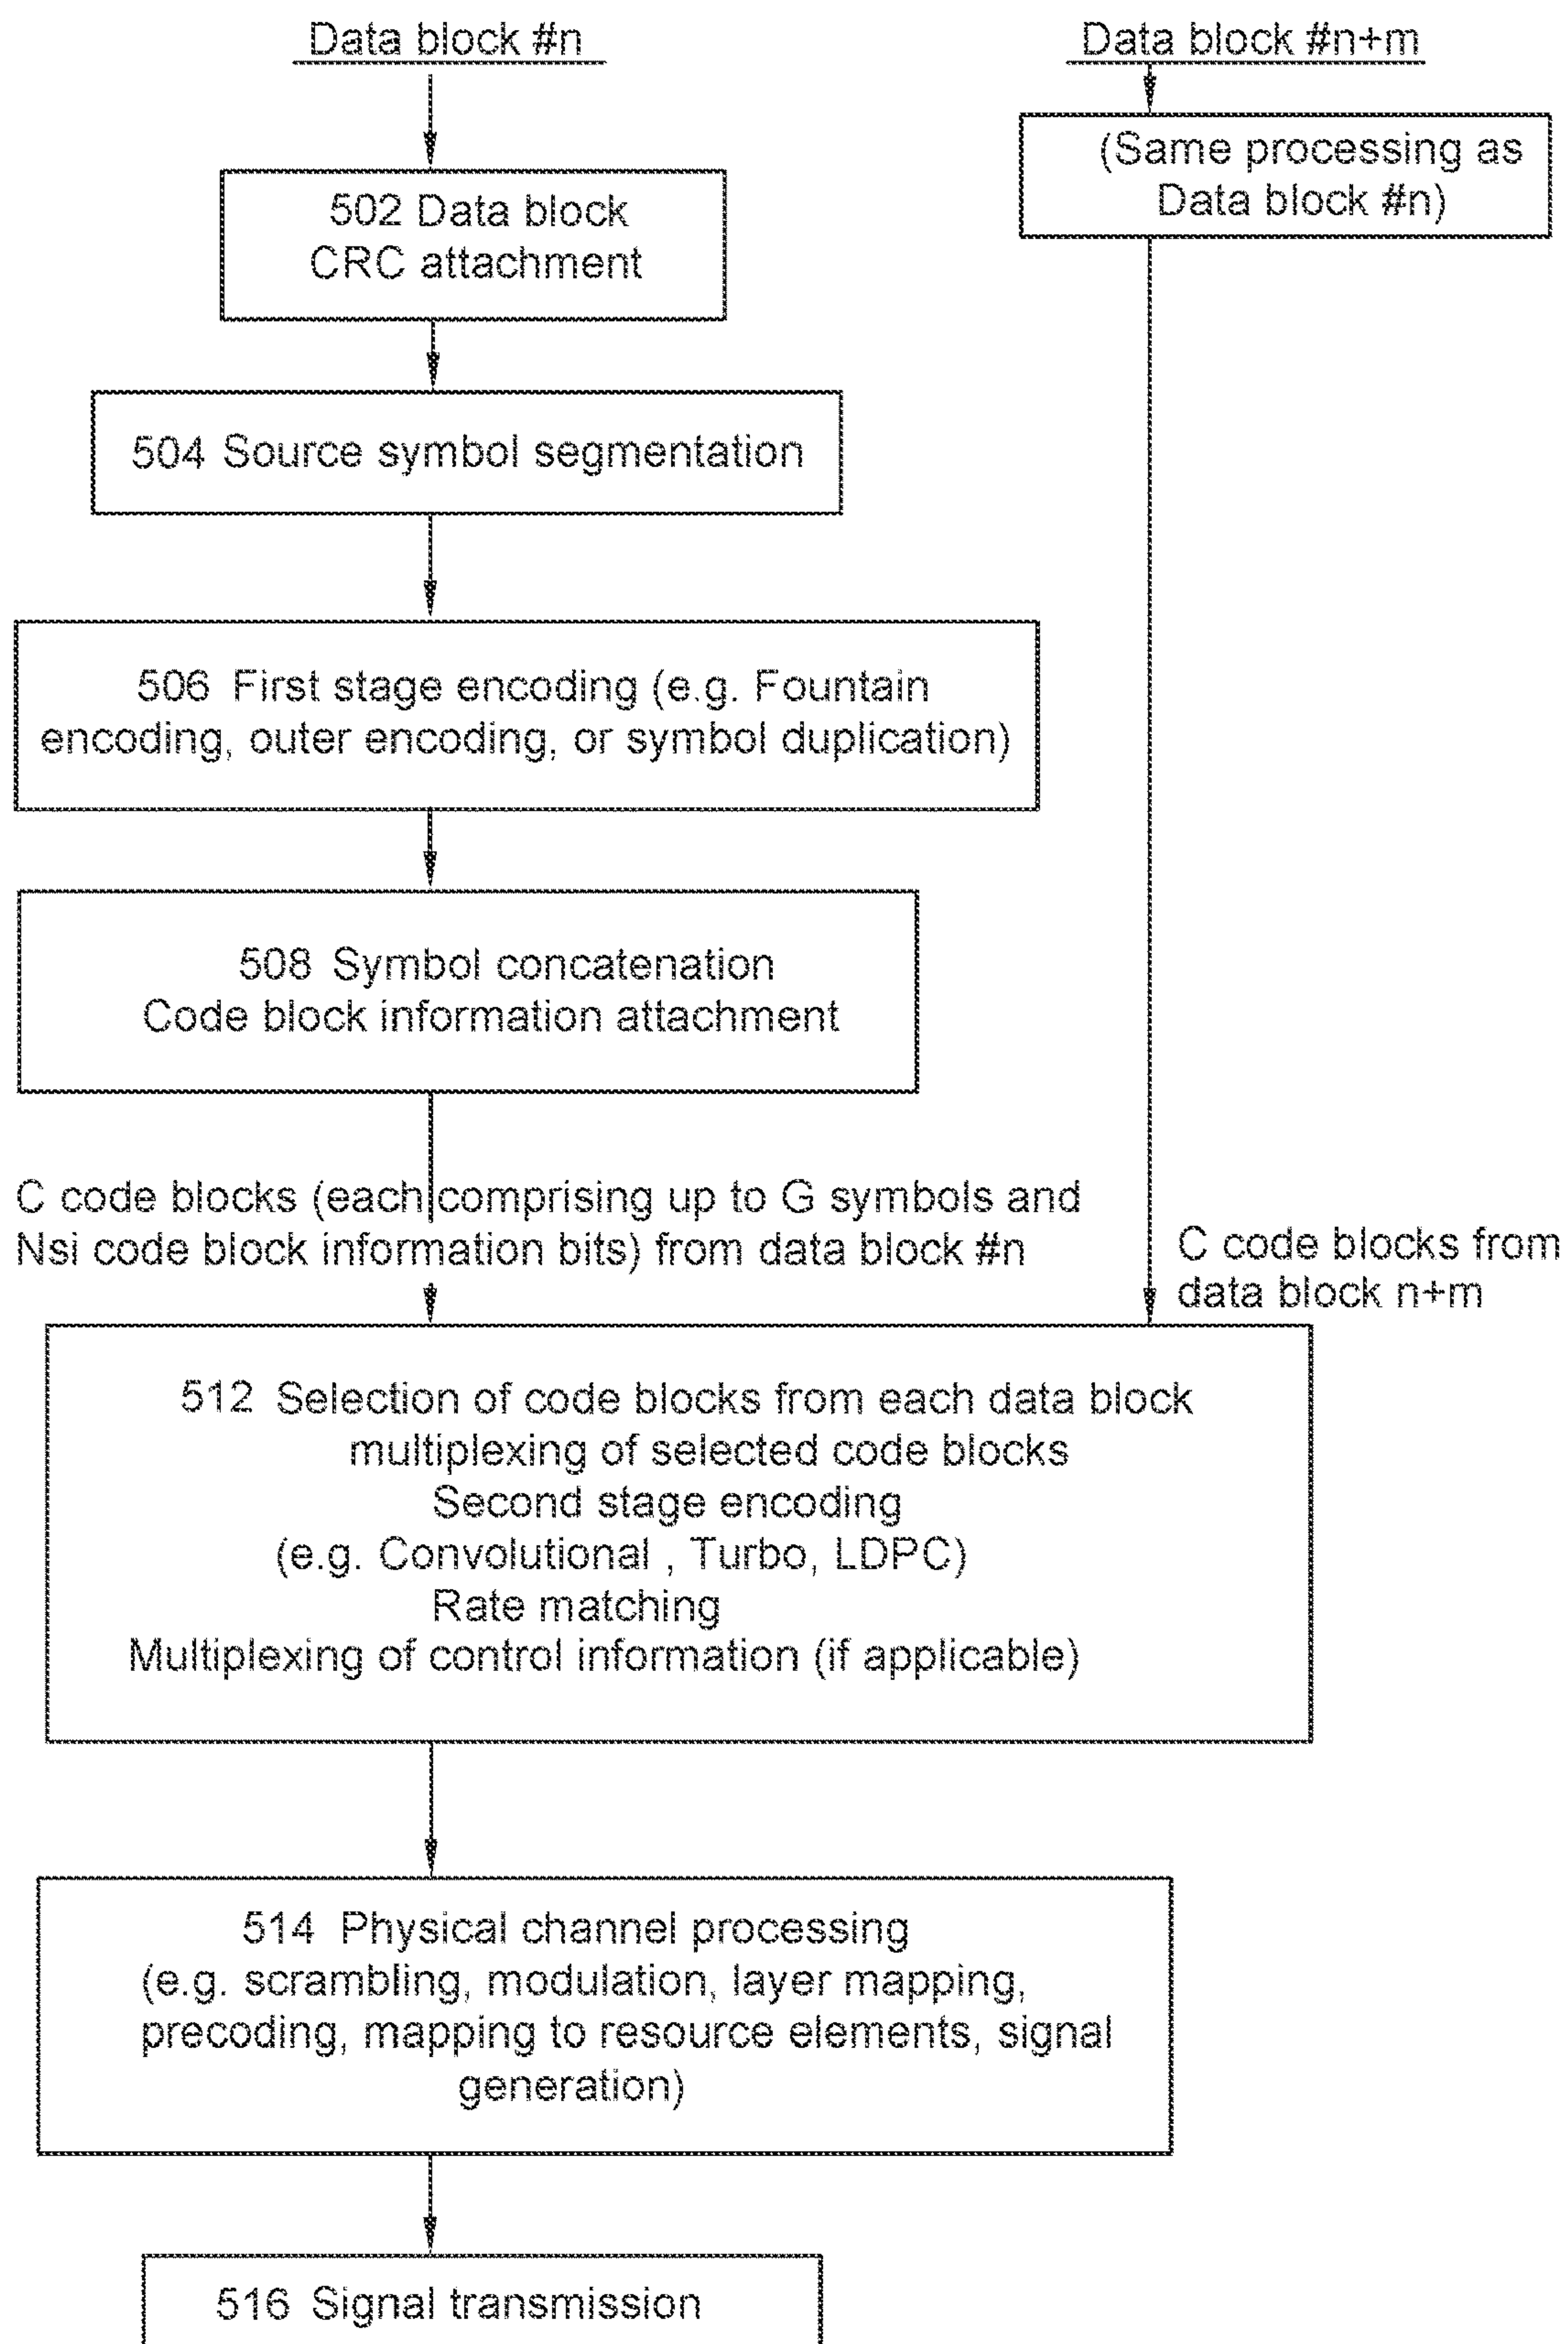 Data block #n
Data block #n+m
(Same processing as
Data block #n)
502 Data block
CRC attachment
504 Source symbol segmentation
506 First stage encoding (e.g. Fountain
encoding, outer encoding, or symbol duplication)
508 Symbol concatenation
Code block information attachment
C code blocks (each comprising up to G symbols and
Nsi code block information bits) from data block #n
C code blocks from
data block n+m
512 Selection of code blocks from each data block
multiplexing of selected code blocks
Second stage encoding
(e.g. Convolutional , Turbo, LDPC)
Rate matching
Multiplexing of control information (if applicable)
514 Physical channel processing
(e.g. scrambling, modulation, layer mapping,
precoding, mapping to resource elements, signal
generation)
516 Signal transmission